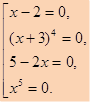 x − 2 = 0,
(x + 3)⁴ = 0,
5 − 2x = 0,
x⁵ = 0.